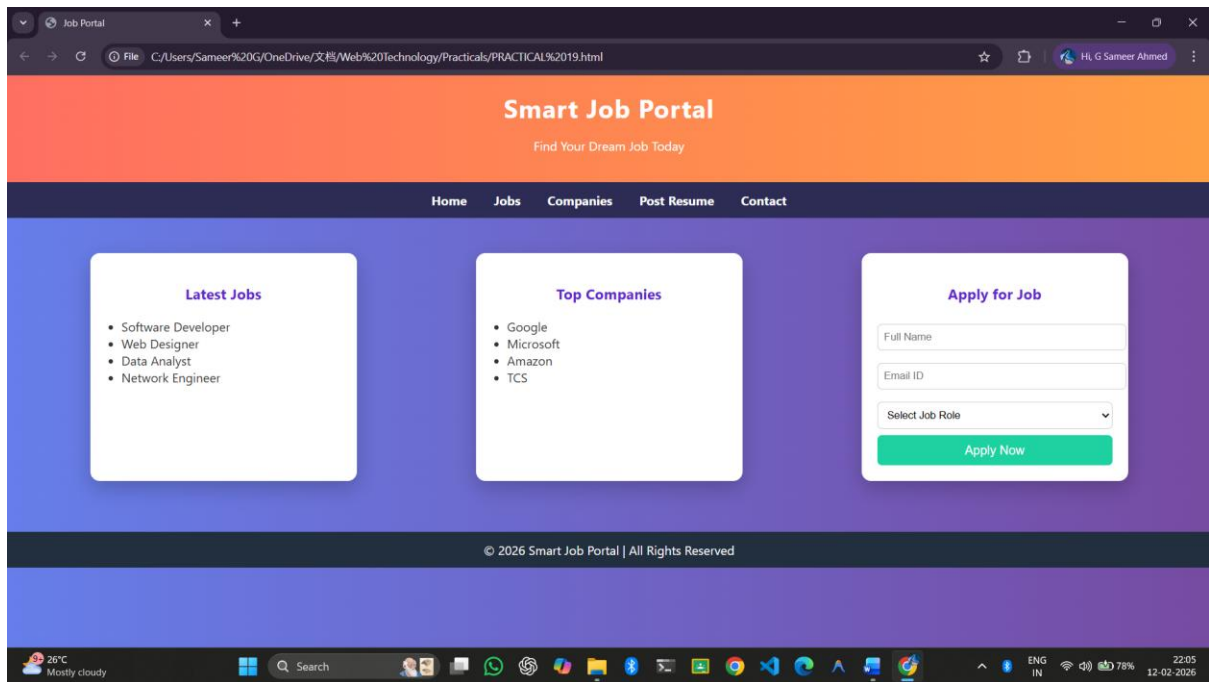 Job Portal
File C:/Users/Sameer%20G/OneDrive/文档/Web%20Technology/Practicals/PRACTICAL%2019.html
Hi, G Sameer Ahmed
Smart Job Portal
Find Your Dream Job Today
Home Jobs Companies Post Resume Contact
Latest Jobs
Software Developer
Web Designer
Data Analyst
Network Engineer
Top Companies
Google
Microsoft
Amazon
TCS
Apply for Job
Full Name
Email ID
Select Job Role
Apply Now
© 2026 Smart Job Portal | All Rights Reserved
9+
26°C
Mostly cloudy
Search
ENG
IN
78%
22:05
12-02-2026